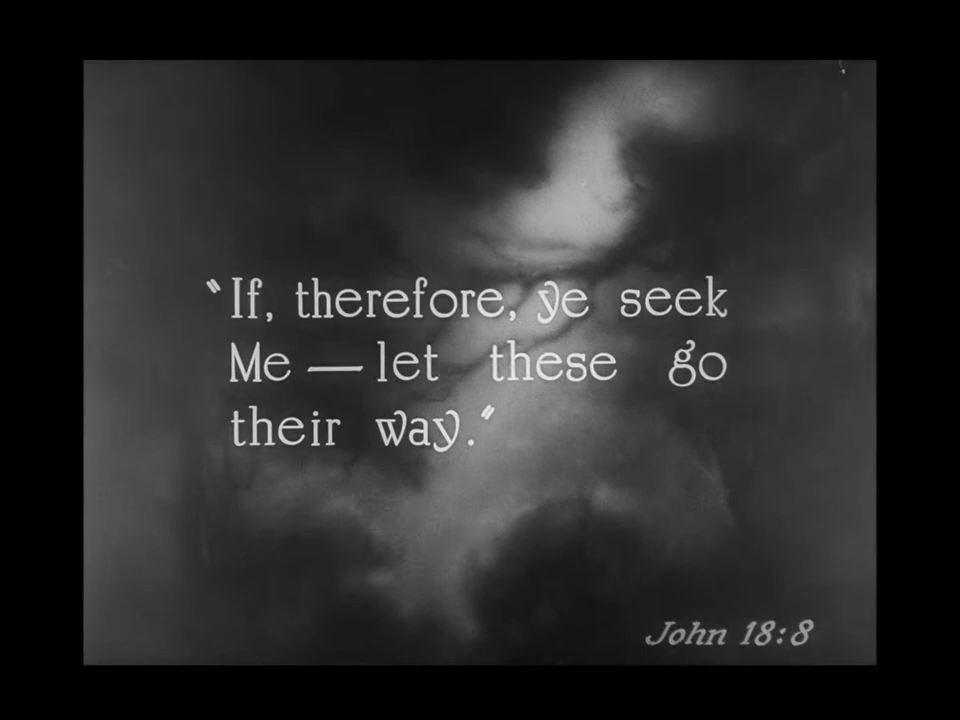 "If, therefore, ye seek
Me — let these go
their way."
John 18:8